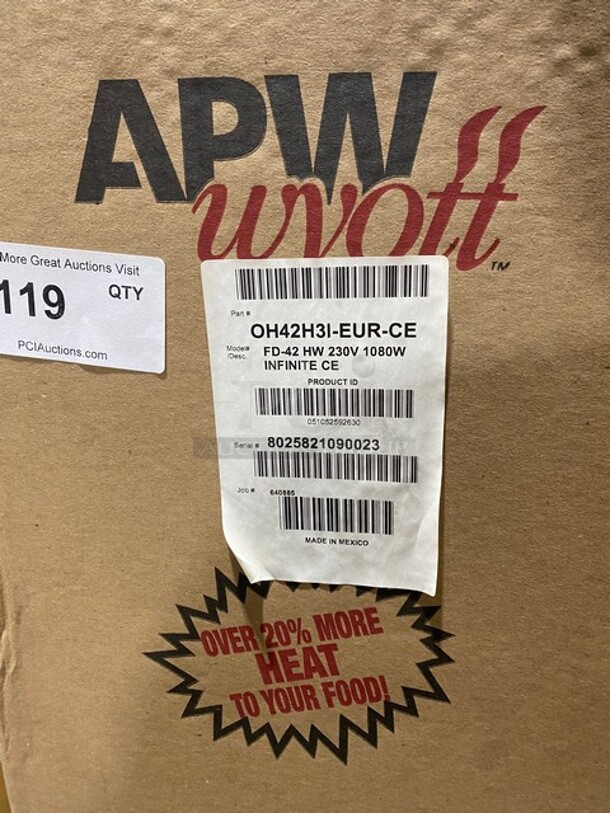 APW
wyott
TM
More Great Auctions Visit
119 QTY
PCIAuctions.com
Part #
OH42H3I-EUR-CE
Model# /Desc. FD-42 HW 230V 1080W
INFINITE CE
PRODUCT ID
051052592630
Serial # 8025821090023
Job # 640885
MADE IN MEXICO
OVER 20% MORE
HEAT
TO YOUR FOOD!